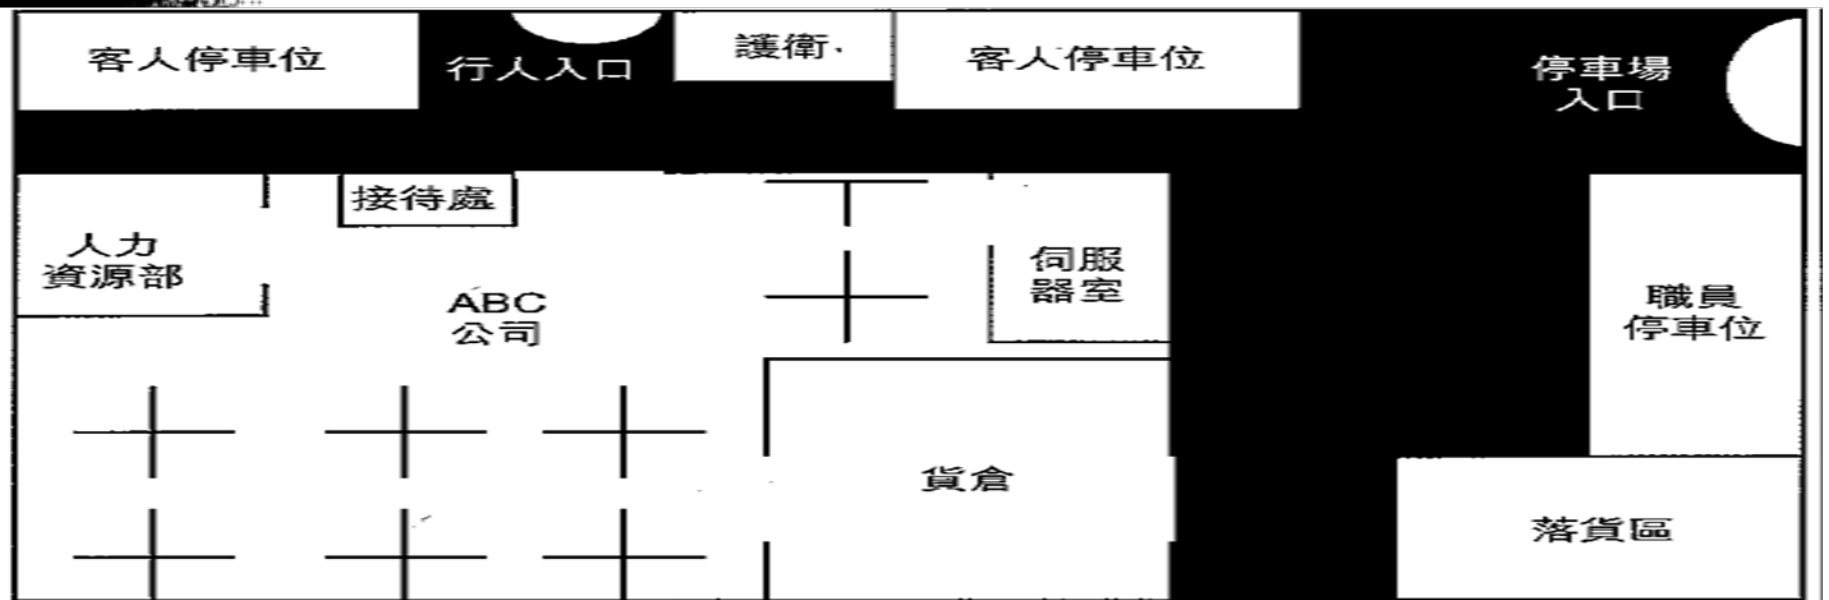 客人停車位
行人入口
護衛
客人停車位
停車場
入口
接待處
人力
資源部
ABC
公司
伺服
器室
職員
停車位
貨倉
落貨區